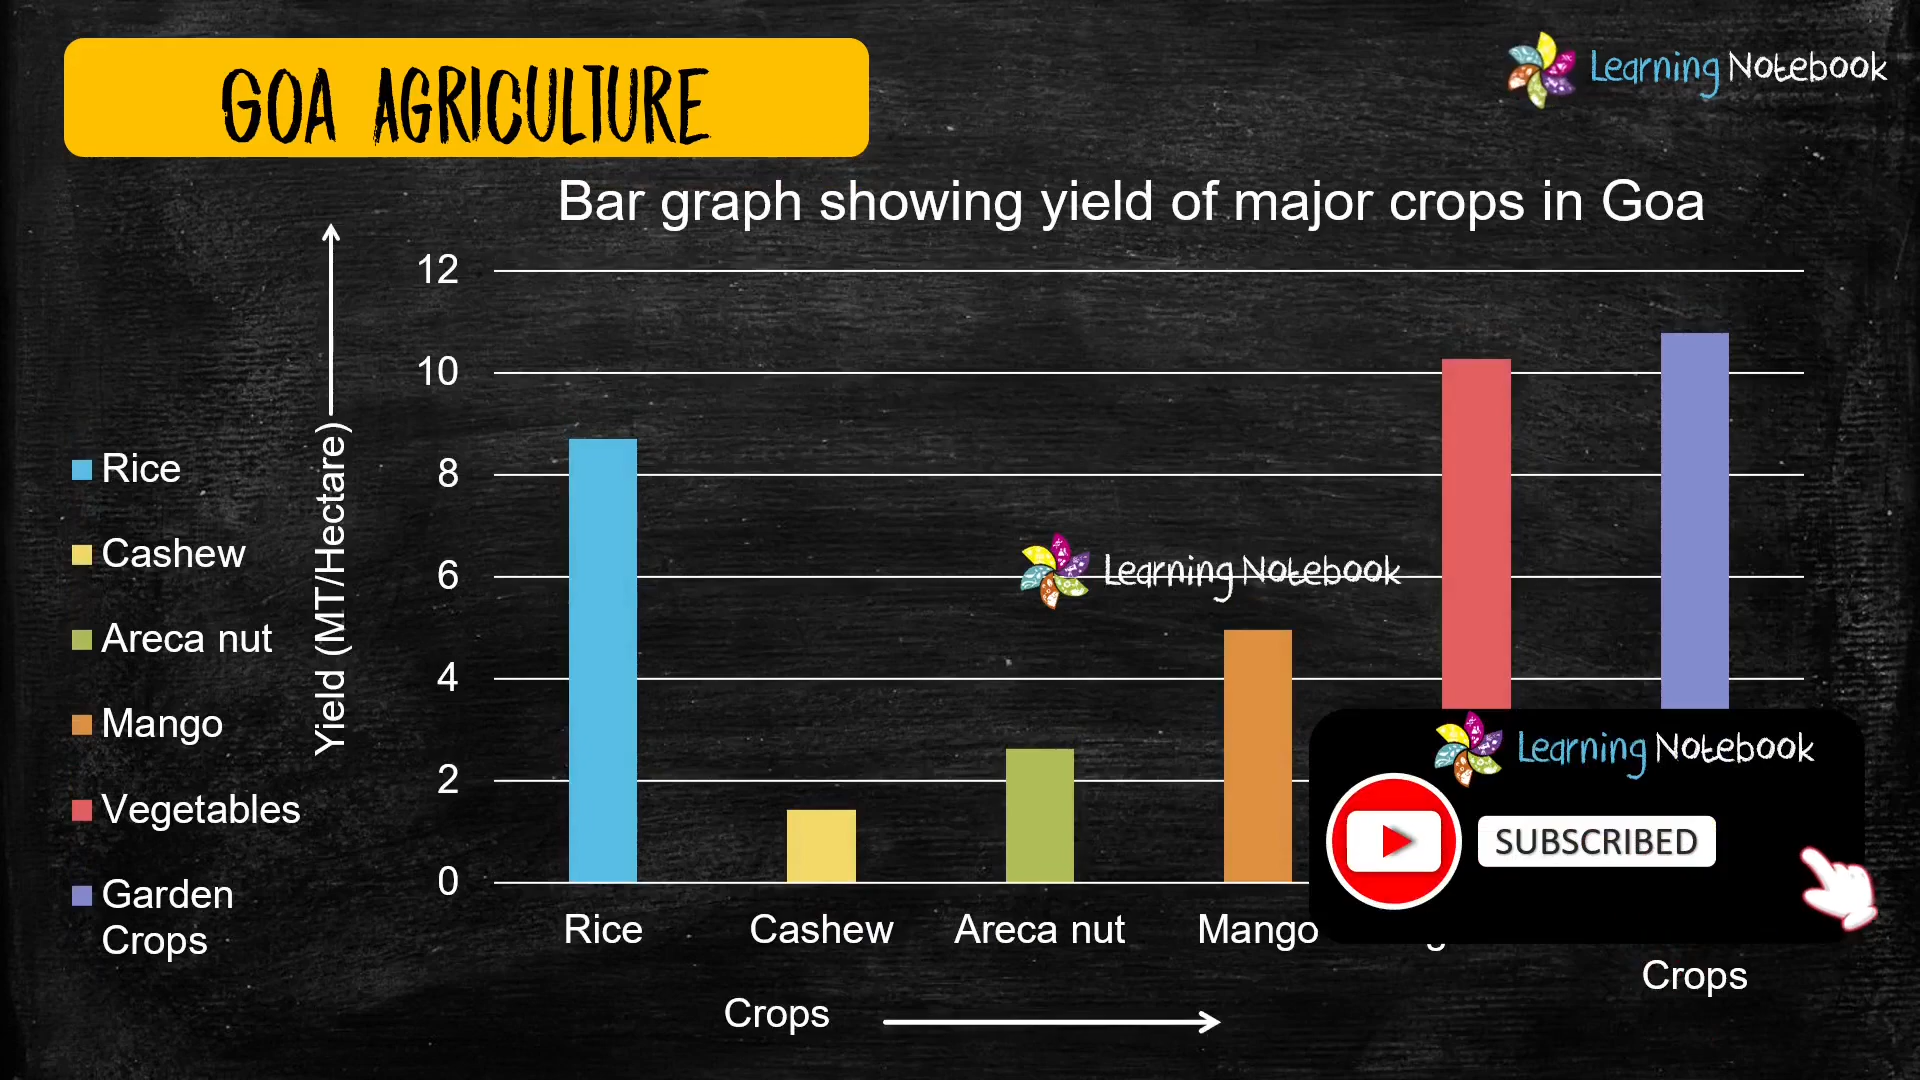 GOA AGRICULTURE
Learning Notebook
Bar graph showing yield of major crops in Goa
12
10
8
6
4
2
0
Yield (MT/Hectare)
Rice
Cashew
Areca nut
Mango
Vegetables
Garden
Crops
Learning Notebook
Learning Notebook
SUBSCRIBED
Rice
Cashew
Areca nut
Mango
Crops
Crops